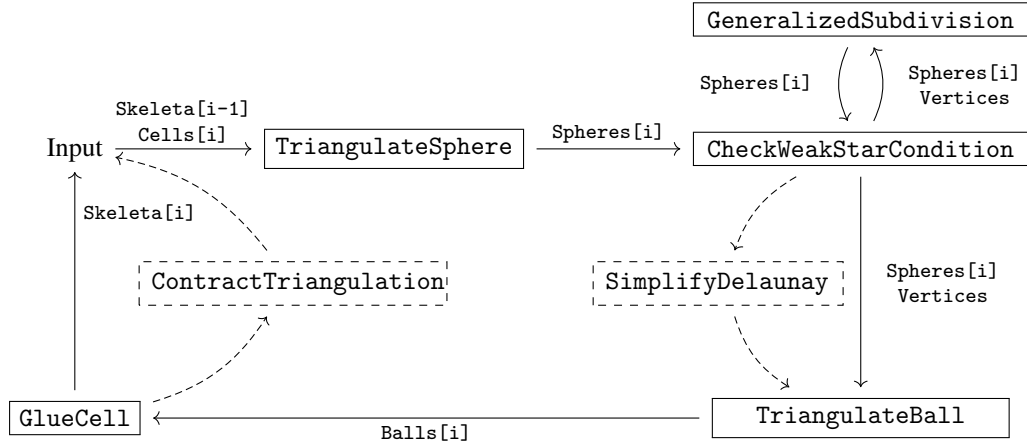 GeneralizedSubdivision
Spheres[i]
Spheres[i]
Vertices
Skeleta[i-1]
Cells[i]
Input
TriangulateSphere
Spheres[i]
CheckWeakStarCondition
Skeleta[i]
ContractTriangulation
SimplifyDelaunay
Spheres[i]
Vertices
GlueCell
Balls[i]
TriangulateBall